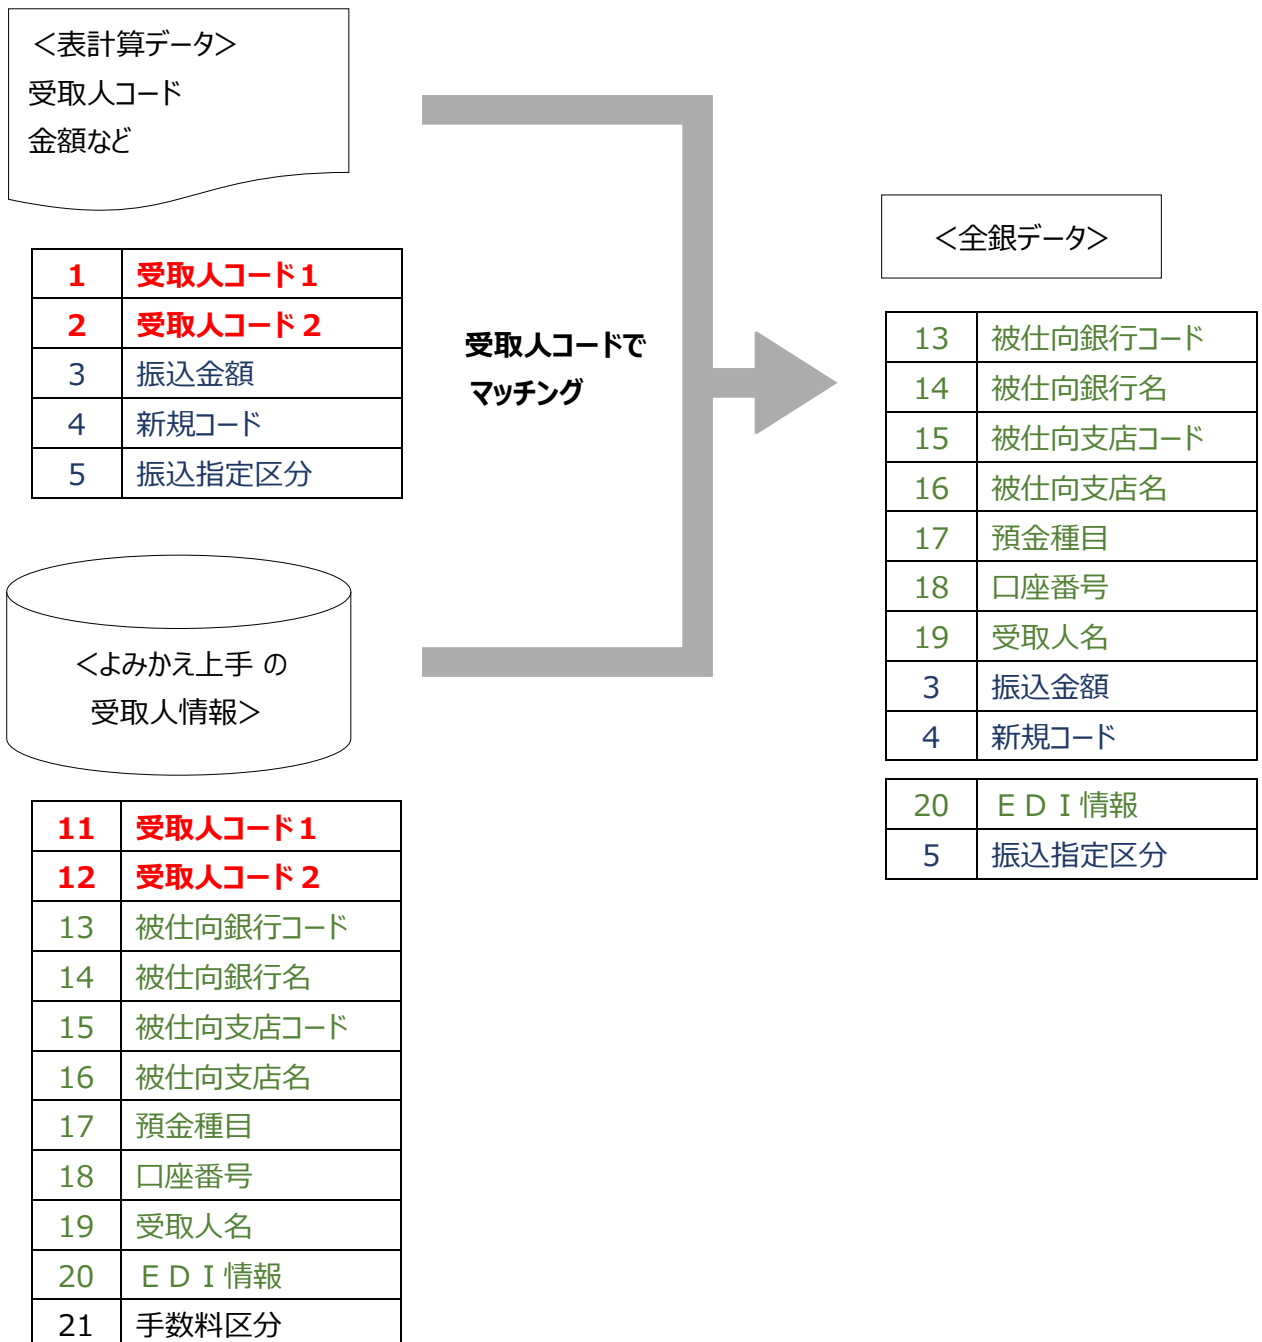 ＜表計算データ＞
受取人コード
金額など
1 受取人コード１
2 受取人コード２
3 振込金額
4 新規コード
5 振込指定区分
受取人コードで
マッチング
＜よみかえ上手 の
受取人情報＞
11 受取人コード１
12 受取人コード２
13 被仕向銀行コード
14 被仕向銀行名
15 被仕向支店コード
16 被仕向支店名
17 預金種目
18 口座番号
19 受取人名
20 ＥＤＩ情報
21 手数料区分
＜全銀データ＞
13 被仕向銀行コード
14 被仕向銀行名
15 被仕向支店コード
16 被仕向支店名
17 預金種目
18 口座番号
19 受取人名
3 振込金額
4 新規コード
20 ＥＤＩ情報
5 振込指定区分